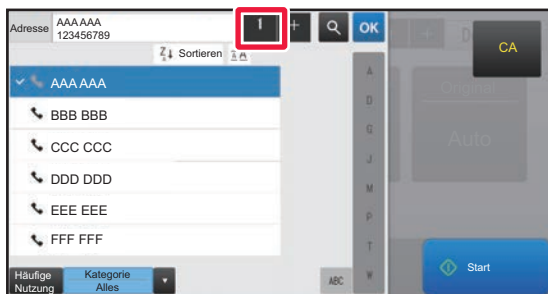 Adresse
AAA AAA
123456789
1
+
OK
CA
Sortieren
AAA AAA
BBB BBB
CCC CCC
DDD DDD
EEE EEE
FFF FFF
A
D
G
J
M
P
T
W
ABC
Häufige
Nutzung
Kategorie
Alles
Original
Auto
Start